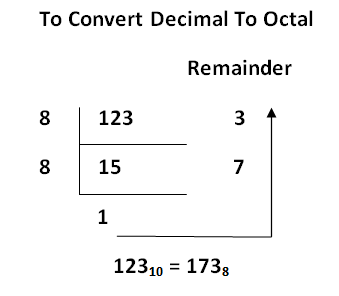 To Convert Decimal To Octal
Remainder
8 123 3
8 15 7
1
123₁₀ = 173₈